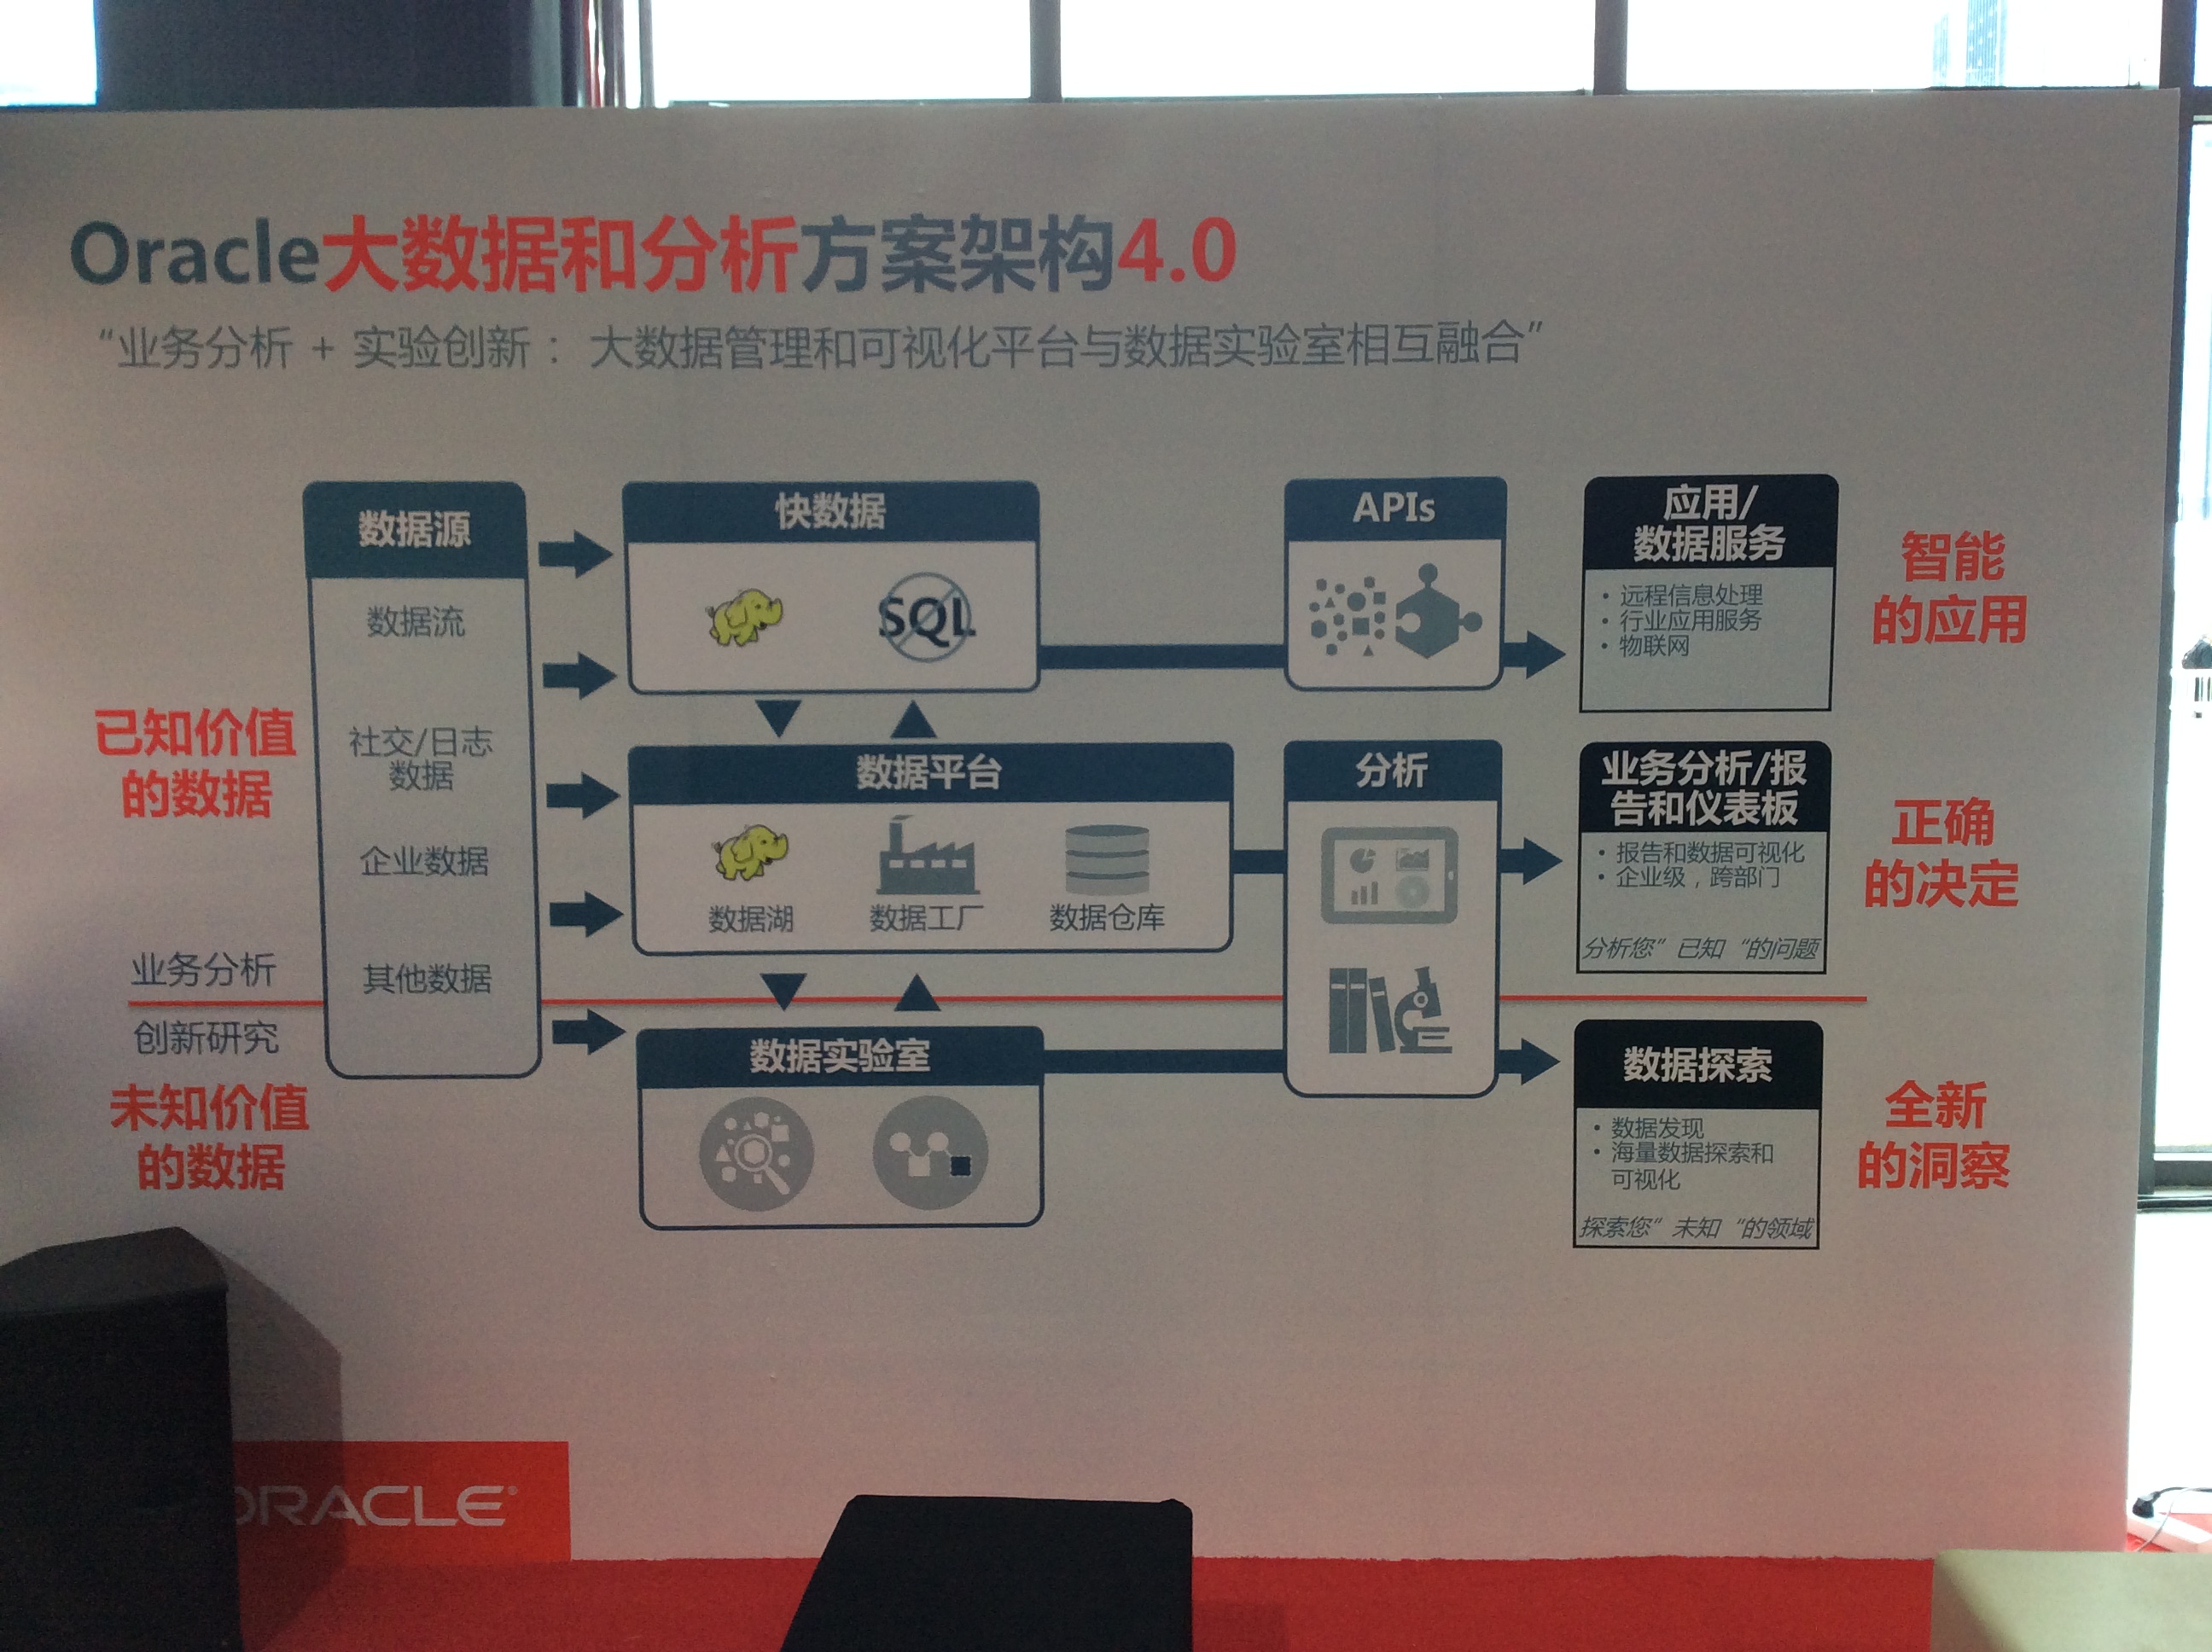 Oracle大数据和分析方案架构4.0
“业务分析 + 实验创新： 大数据管理和可视化平台与数据实验室相互融合”
已知价值
的数据
业务分析
创新研究
未知价值
的数据
数据源
数据流
社交/日志
数据
企业数据
其他数据
快数据
SQL
数据平台
数据湖
数据工厂
数据仓库
数据实验室
APIs
分析
应用/
数据服务
• 远程信息处理
• 行业应用服务
• 物联网
智能
的应用
业务分析/报
告和仪表板
• 报告和数据可视化
• 企业级，跨部门
分析您”已知“的问题
正确
的决定
数据探索
• 数据发现
• 海量数据探索和
可视化
探索您”未知“的领域
全新
的洞察
ORACLE®